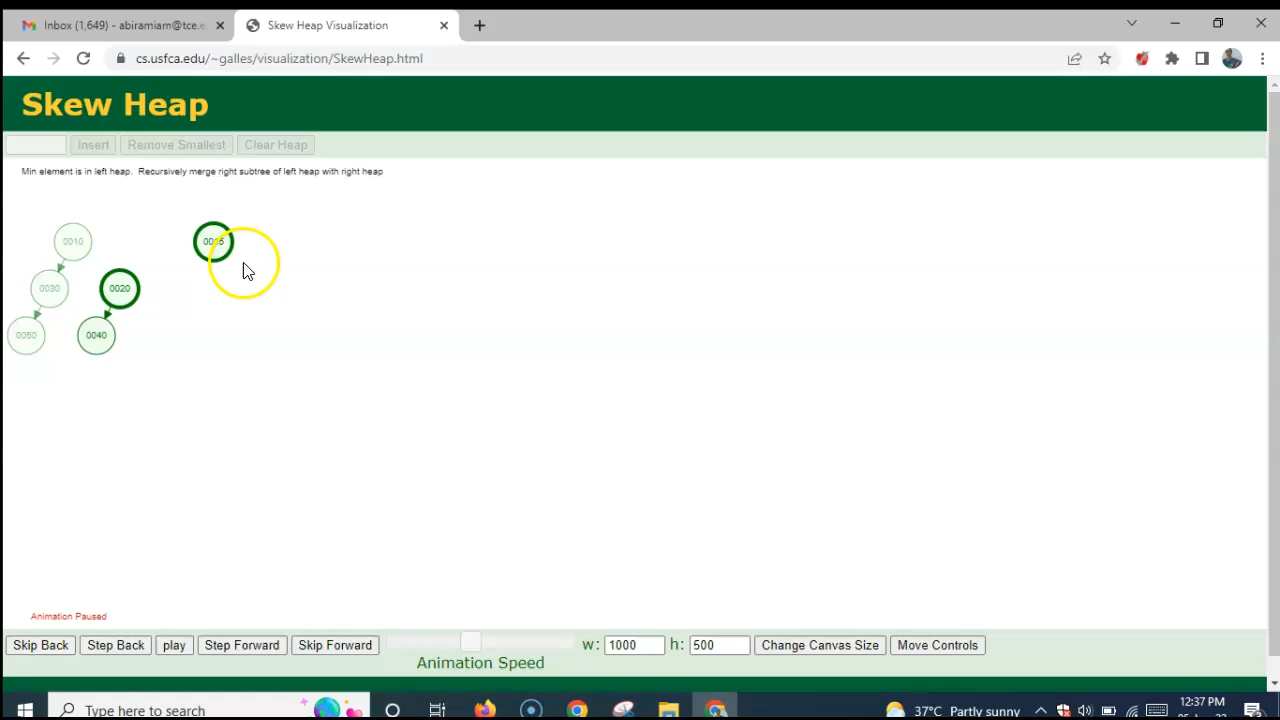 Inbox (1,649) - abiramiam@tce.e
Skew Heap Visualization
cs.usfca.edu/~galles/visualization/SkewHeap.html
Skew Heap
Insert
Remove Smallest
Clear Heap
Min element is in left heap. Recursively merge right subtree of left heap with right heap
0010
0030
0020
0050
0040
Animation Paused
Skip Back
Step Back
play
Step Forward
Skip Forward
w: 1000
h: 500
Change Canvas Size
Move Controls
Animation Speed
Type here to search
37°C Partly sunny
12:37 PM